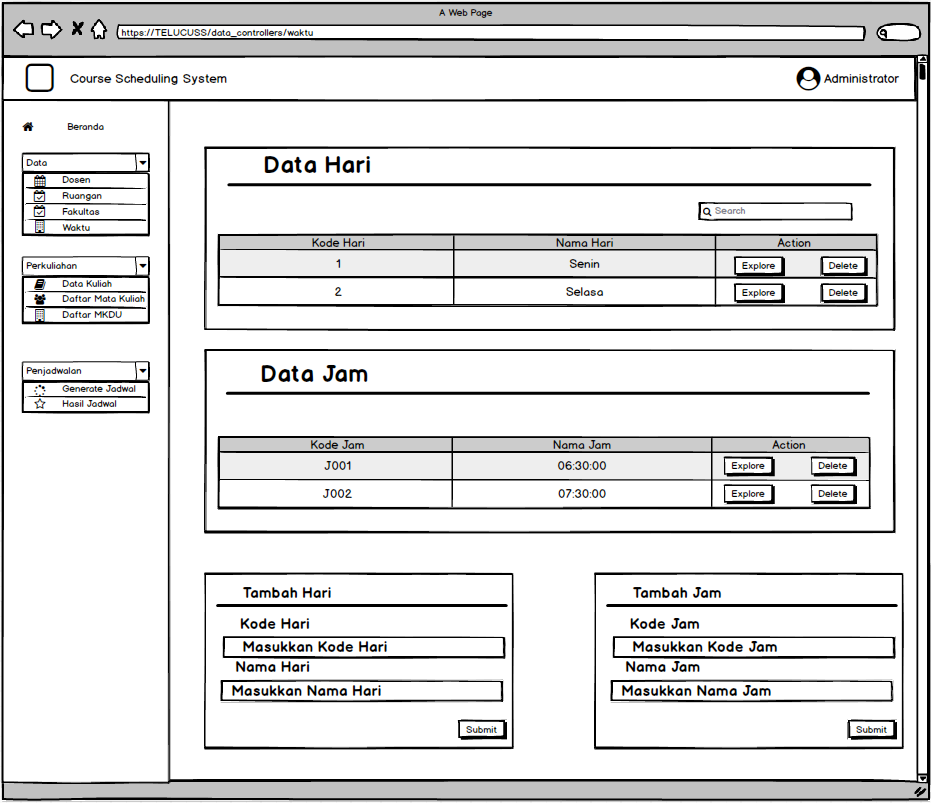 A Web Page
https://TELUCUSS/data_controllers/waktu
Course Scheduling System
Administrator
Beranda
Data
Dosen
Ruangan
Fakultas
Waktu
Perkuliahan
Data Kuliah
Daftar Mata Kuliah
Daftar MKDU
Penjadwalan
Generate Jadwal
Hasil Jadwal
Data Hari
Search
Kode Hari Nama Hari Action
1 Senin Explore Delete
2 Selasa Explore Delete
Data Jam
Kode Jam Nama Jam Action
J001 06:30:00 Explore Delete
J002 07:30:00 Explore Delete
Tambah Hari
Kode Hari
Masukkan Kode Hari
Nama Hari
Masukkan Nama Hari
Submit
Tambah Jam
Kode Jam
Masukkan Kode Jam
Nama Jam
Masukkan Nama Jam
Submit